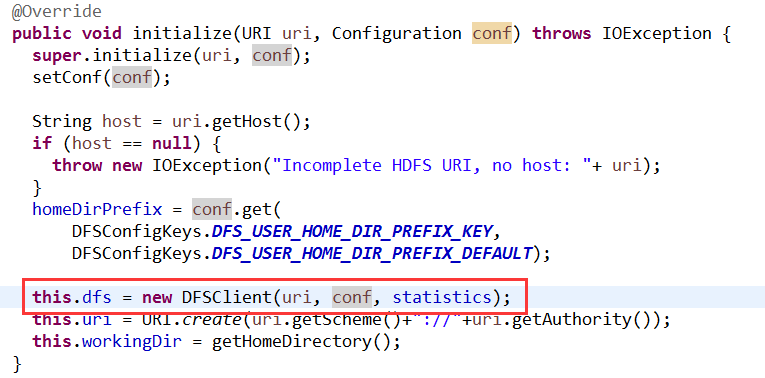 @Override
public void initialize(URI uri, Configuration conf) throws IOException {
super.initialize(uri, conf);
setConf(conf);
String host = uri.getHost();
if (host == null) {
throw new IOException("Incomplete HDFS URI, no host: "+ uri);
}
homeDirPrefix = conf.get(
DFSConfigKeys.DFS_USER_HOME_DIR_PREFIX_KEY,
DFSConfigKeys.DFS_USER_HOME_DIR_PREFIX_DEFAULT);
this.dfs = new DFSClient(uri, conf, statistics);
this.uri = URI.create(uri.getScheme()+"://"+uri.getAuthority());
this.workingDir = getHomeDirectory();
}